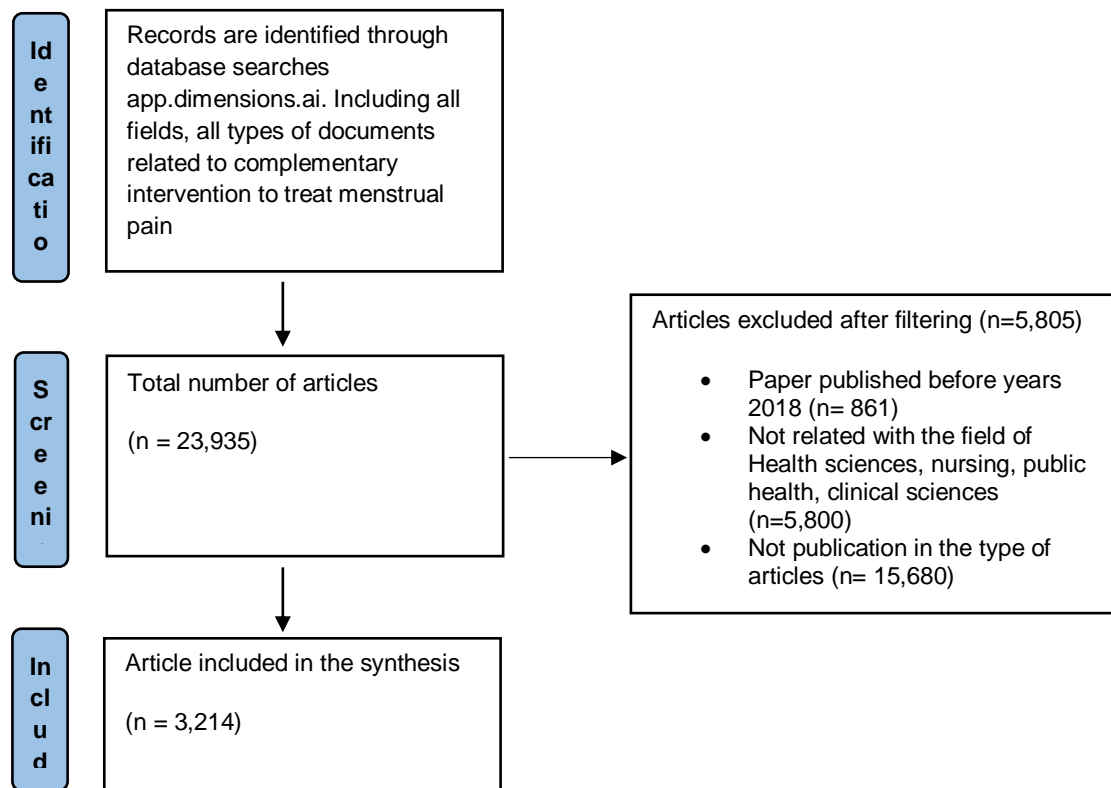 Id
e
nt
ifi
ca
ti
o
Records are identified through
database searches
app.dimensions.ai. Including all
fields, all types of documents
related to complementary
intervention to treat menstrual
pain
S
cr
e
e
ni
Total number of articles
(n = 23,935)
Articles excluded after filtering (n=5,805)
• Paper published before years
2018 (n= 861)
• Not related with the field of
Health sciences, nursing, public
health, clinical sciences
(n=5,800)
• Not publication in the type of
articles (n= 15,680)
In
cl
u
d
Article included in the synthesis
(n = 3,214)